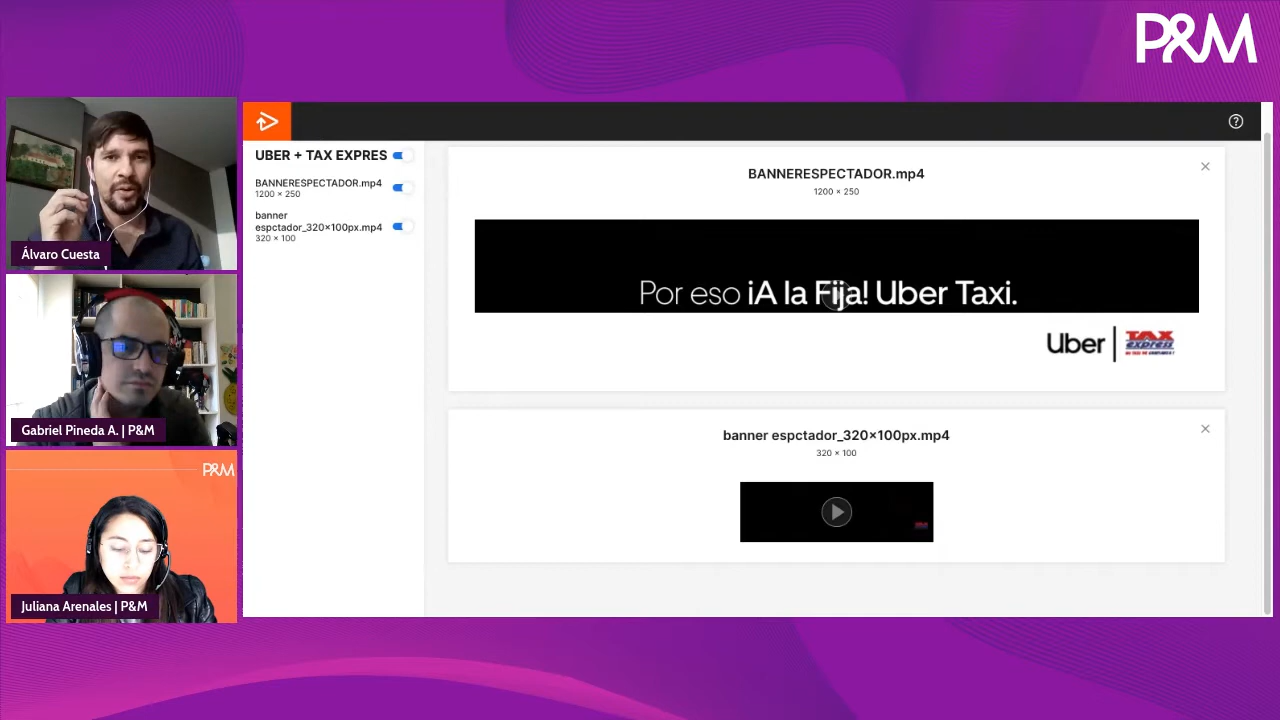 P&M
Álvaro Cuesta
Gabriel Pineda A. | P&M
P&M
Juliana Arenales | P&M
UBER + TAX EXPRES
BANNERESPECTADOR.mp4
1200 × 250
banner
espctador_320×100px.mp4
320 × 100
BANNERESPECTADOR.mp4
1200 × 250
Por eso ¡A la Fija! Uber Taxi.
Uber | TAX
express
banner espctador_320×100px.mp4
320 × 100